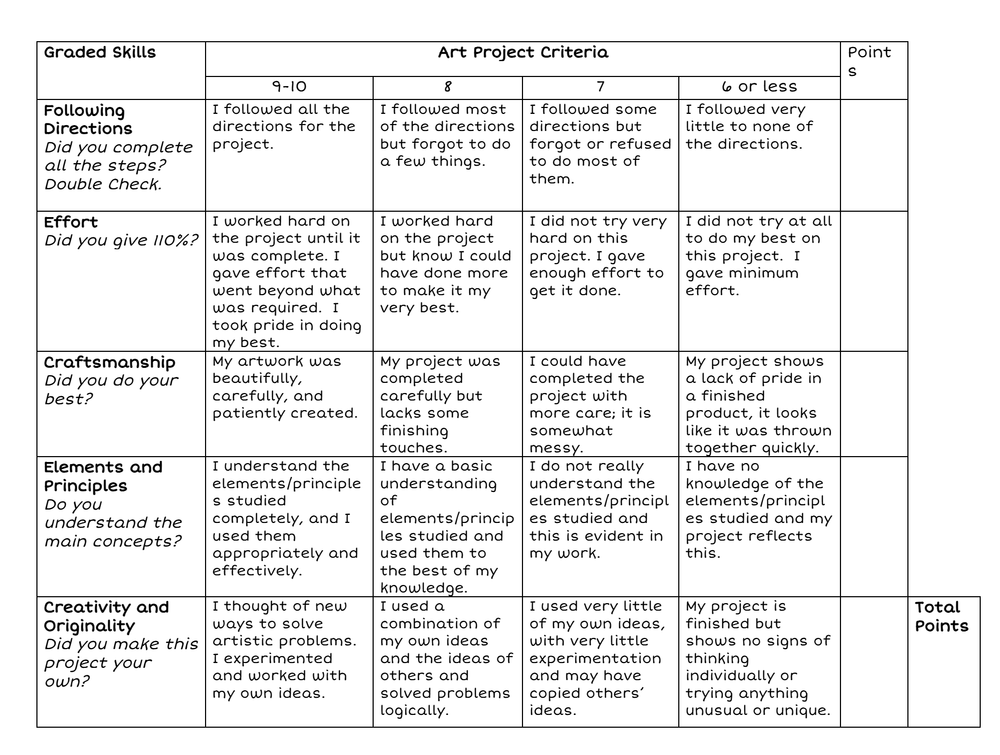 Graded Skills
Art Project Criteria
Point
s
9-10
8
7
6 or less
Following
Directions
Did you complete
all the steps?
Double Check.
I followed all the
directions for the
project.
I followed most
of the directions
but forgot to do
a few things.
I followed some
directions but
forgot or refused
to do most of
them.
I followed very
little to none of
the directions.
Effort
Did you give 110%?
I worked hard on
the project until it
was complete. I
gave effort that
went beyond what
was required.  I
took pride in doing
my best.
I worked hard
on the project
but know I could
have done more
to make it my
very best.
I did not try very
hard on this
project. I gave
enough effort to
get it done.
I did not try at all
to do my best on
this project.  I
gave minimum
effort.
Craftsmanship
Did you do your
best?
My artwork was
beautifully,
carefully, and
patiently created.
My project was
completed
carefully but
lacks some
finishing
touches.
I could have
completed the
project with
more care; it is
somewhat
messy.
My project shows
a lack of pride in
a finished
product, it looks
like it was thrown
together quickly.
Elements and
Principles
Do you
understand the
main concepts?
I understand the
elements/principle
s studied
completely, and I
used them
appropriately and
effectively.
I have a basic
understanding
of
elements/princip
les studied and
used them to
the best of my
knowledge.
I do not really
understand the
elements/principl
es studied and
this is evident in
my work.
I have no
knowledge of the
elements/principl
es studied and my
project reflects
this.
Creativity and
Originality
Did you make this
project your
own?
I thought of new
ways to solve
artistic problems.
I experimented
and worked with
my own ideas.
I used a
combination of
my own ideas
and the ideas of
others and
solved problems
logically.
I used very little
of my own ideas,
with very little
experimentation
and may have
copied others’
ideas.
My project is
finished but
shows no signs of
thinking
individually or
trying anything
unusual or unique.
Total
Points